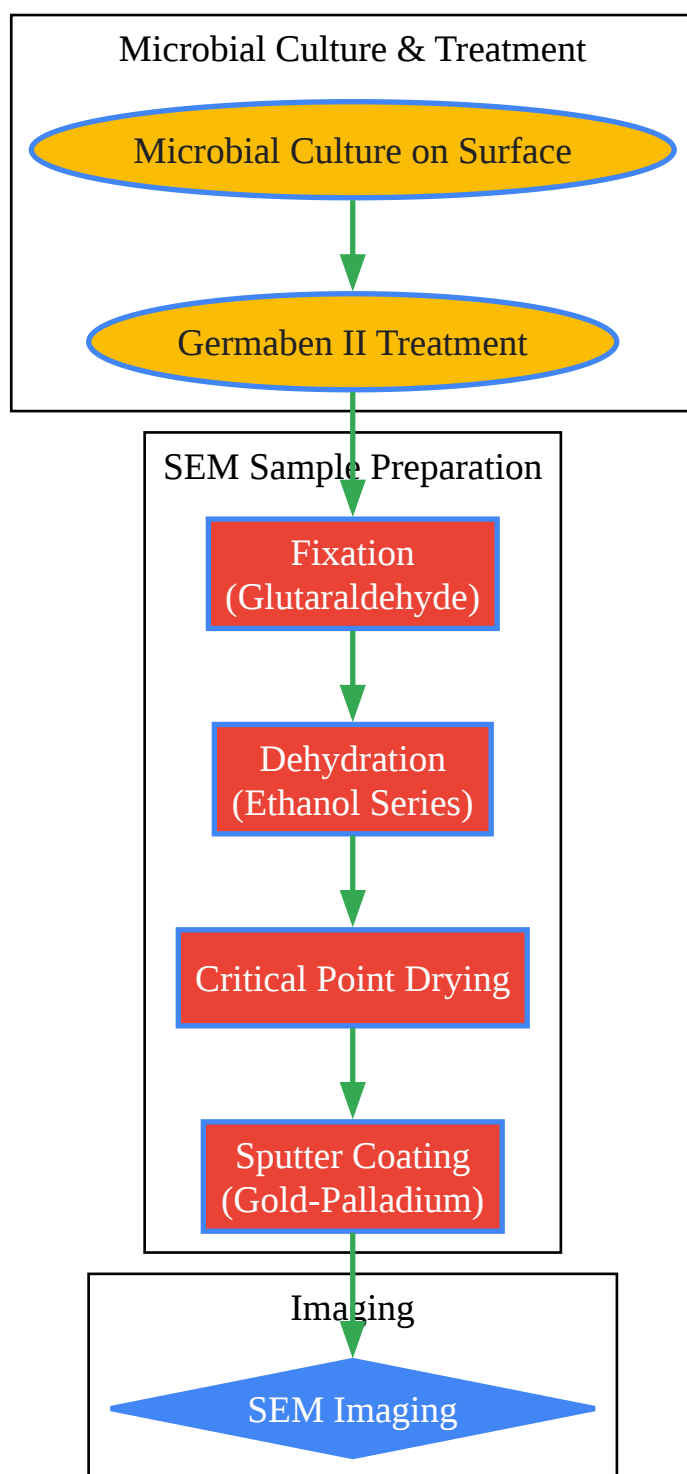 Microbial Culture & Treatment
Microbial Culture on Surface
Germaben II Treatment
SEM Sample Preparation
Fixation
(Glutaraldehyde)
Dehydration
(Ethanol Series)
Critical Point Drying
Sputter Coating
(Gold-Palladium)
Imaging
SEM Imaging